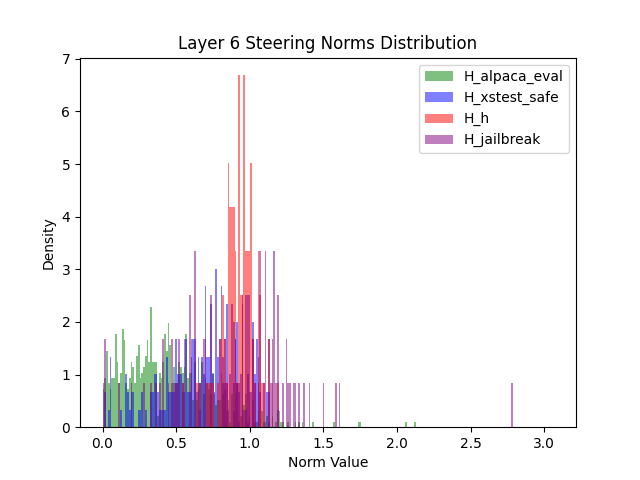 Layer 6 Steering Norms Distribution
H_alpaca_eval
H_xstest_safe
H_h
H_jailbreak
Density
7
6
5
4
3
2
1
0
0.0 0.5 1.0 1.5 2.0 2.5 3.0
Norm Value